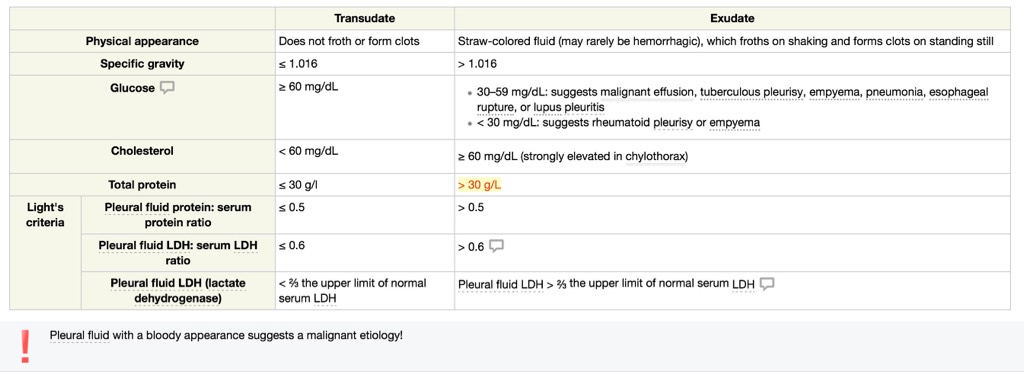 Transudate Exudate
Physical appearance Does not froth or form clots Straw-colored fluid (may rarely be hemorrhagic), which froths on shaking and forms clots on standing still
Specific gravity ≤ 1.016 > 1.016
Glucose ≥ 60 mg/dL
• 30–59 mg/dL: suggests malignant effusion, tuberculous pleurisy, empyema, pneumonia, esophageal
rupture, or lupus pleuritis
• < 30 mg/dL: suggests rheumatoid pleurisy or empyema
Cholesterol < 60 mg/dL ≥ 60 mg/dL (strongly elevated in chylothorax)
Total protein ≤ 30 g/l > 30 g/L
Light's
criteria
Pleural fluid protein: serum
protein ratio
≤ 0.5 > 0.5
Pleural fluid LDH: serum LDH
ratio
≤ 0.6 > 0.6
Pleural fluid LDH (lactate
dehydrogenase)
< ⅔ the upper limit of normal
serum LDH
Pleural fluid LDH > ⅔ the upper limit of normal serum LDH
Pleural fluid with a bloody appearance suggests a malignant etiology!